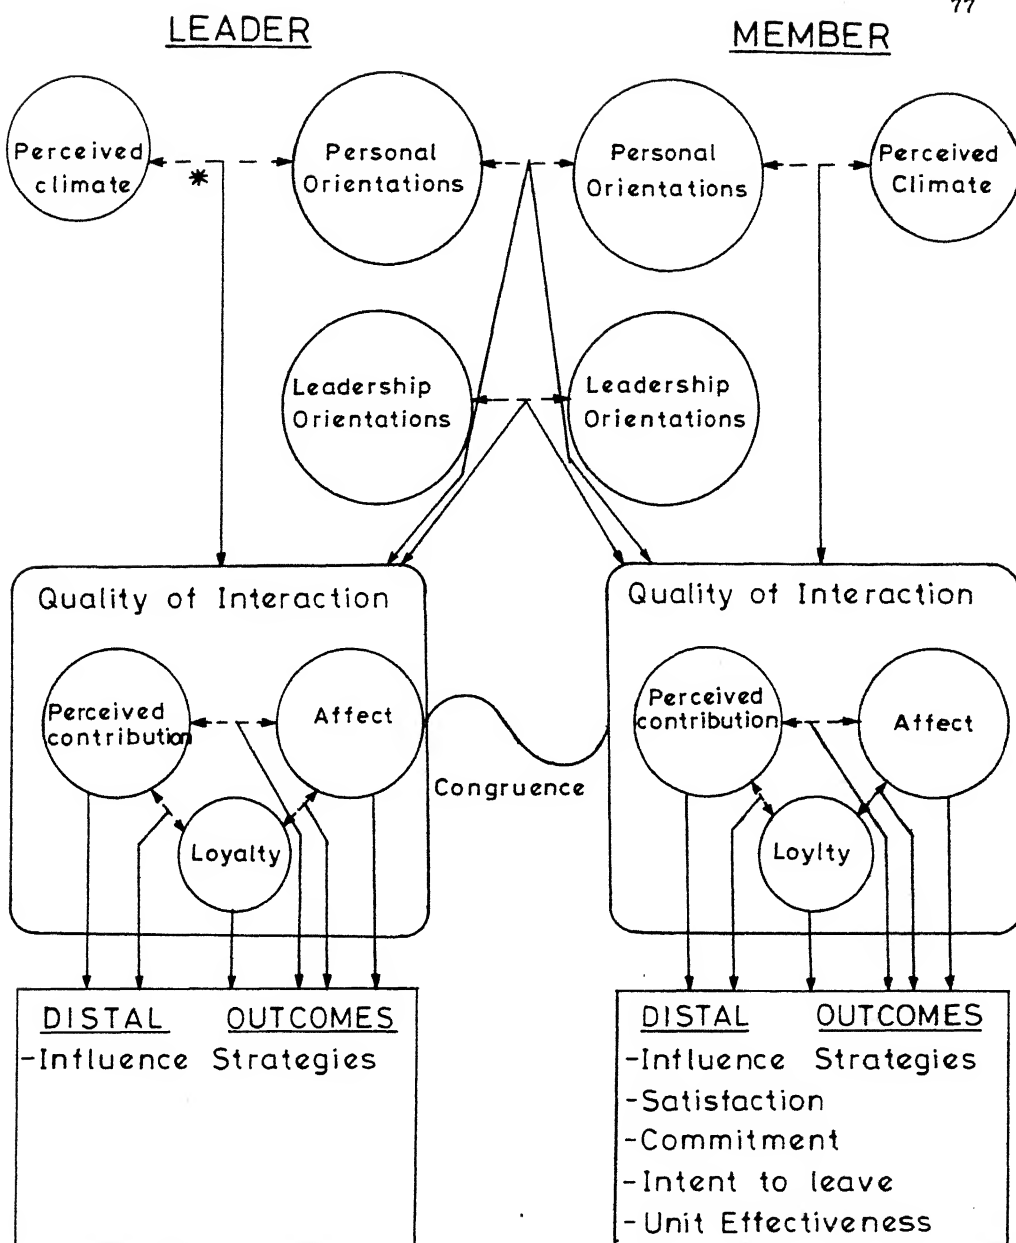 77
LEADER
MEMBER
Perceived
climate
*
Personal
Orientations
Personal
Orientations
Perceived
Climate
Leadership
Orientations
Leadership
Orientations
Quality of Interaction
Perceived
contribution
Affect
Loyalty
Congruence
Quality of Interaction
Perceived
contribution
Affect
Loylty
DISTAL OUTCOMES
-Influence Strategies
DISTAL OUTCOMES
-Influence Strategies
-Satisfaction
-Commitment
-Intent to leave
-Unit Effectiveness